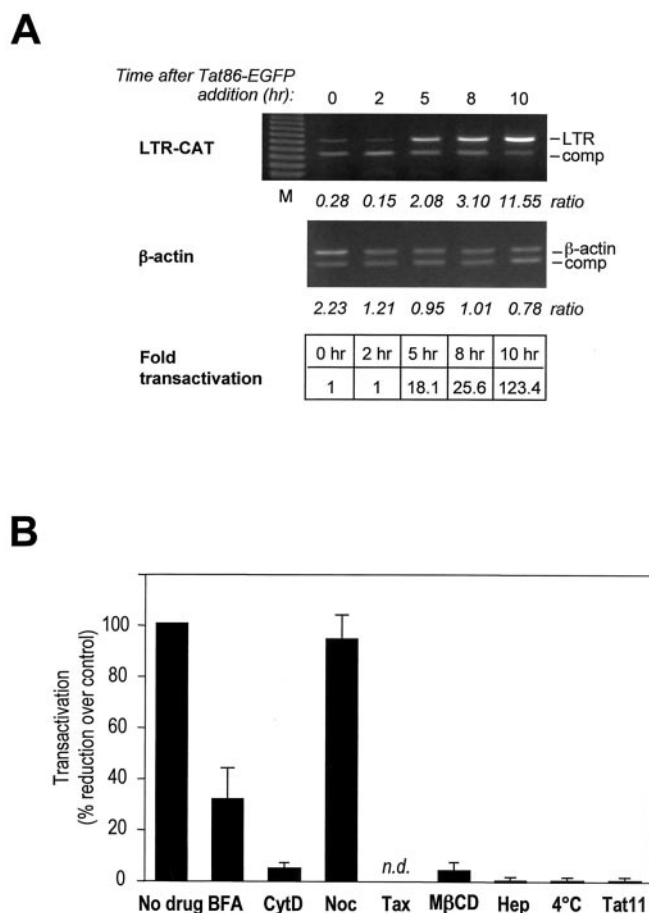 A
Time after Tat86-EGFP
addition (hr): 0 2 5 8 10
LTR-CAT
LTR
comp
M
0.28 0.15 2.08 3.10 11.55 ratio
β-actin
β-actin
comp
2.23 1.21 0.95 1.01 0.78 ratio
Fold
transactivation
0 hr 2 hr 5 hr 8 hr 10 hr
1 1 18.1 25.6 123.4
B
Transactivation
(% reduction over control)
100
80
60
40
20
0
n.d.
No drug BFA CytD Noc Tax MβCD Hep 4°C Tat11